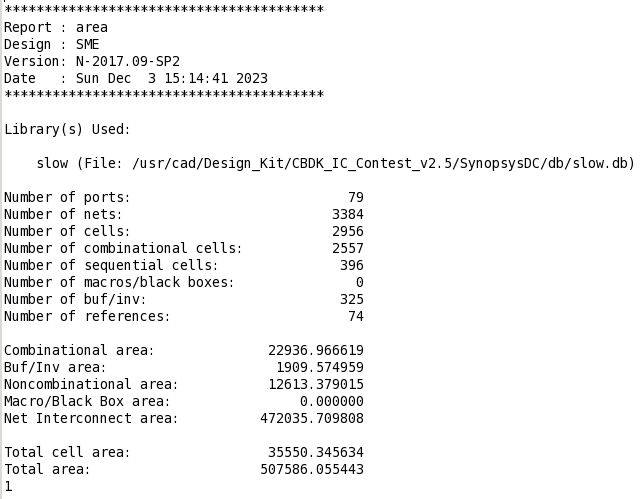 ****************************************
Report : area
Design : SME
Version: N-2017.09-SP2
Date   : Sun Dec  3 15:14:41 2023
****************************************

Library(s) Used:

    slow (File: /usr/cad/Design_Kit/CBDK_IC_Contest_v2.5/SynopsysDC/db/slow.db)

Number of ports:                           79
Number of nets:                          3384
Number of cells:                         2956
Number of combinational cells:           2557
Number of sequential cells:               396
Number of macros/black boxes:               0
Number of buf/inv:                        325
Number of references:                      74

Combinational area:              22936.966619
Buf/Inv area:                     1909.574959
Noncombinational area:           12613.379015
Macro/Black Box area:                0.000000
Net Interconnect area:          472035.709808

Total cell area:                 35550.345634
Total area:                     507586.055443
1